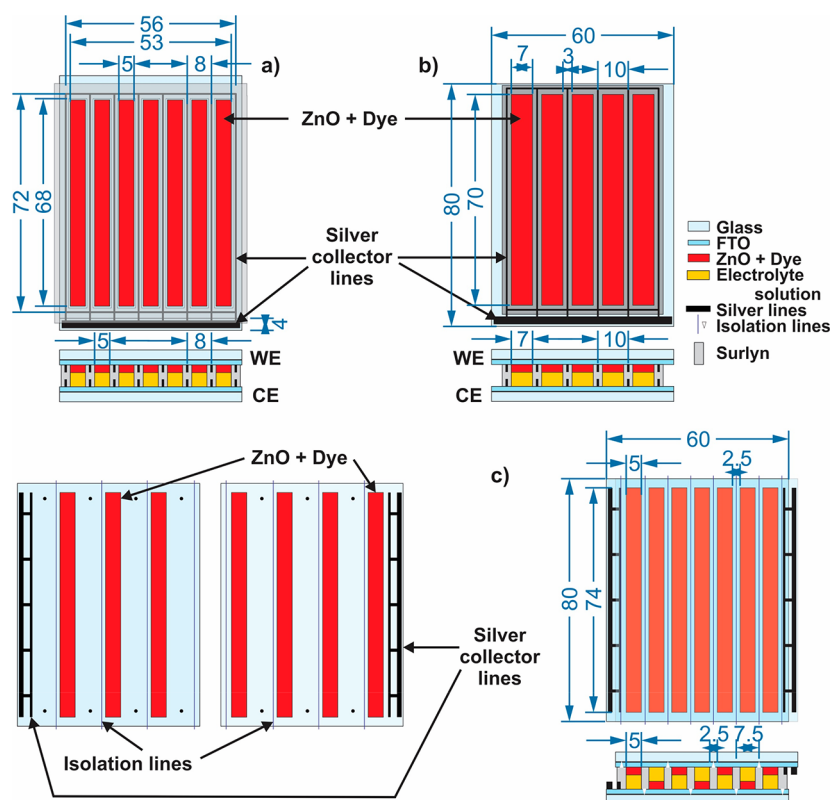 56
53
5
8
a)
72
68
4
ZnO + Dye
Silver
collector
lines
b)
60
7
3
10
80
70
Glass
FTO
ZnO + Dye
Electrolyte
solution
Silver lines
Isolation lines
Surlyn
5
8
WE
CE
7
10
WE
CE
ZnO + Dye
Isolation lines
Silver
collector
lines
c)
60
5
2.5
80
74
5
2.5
7.5